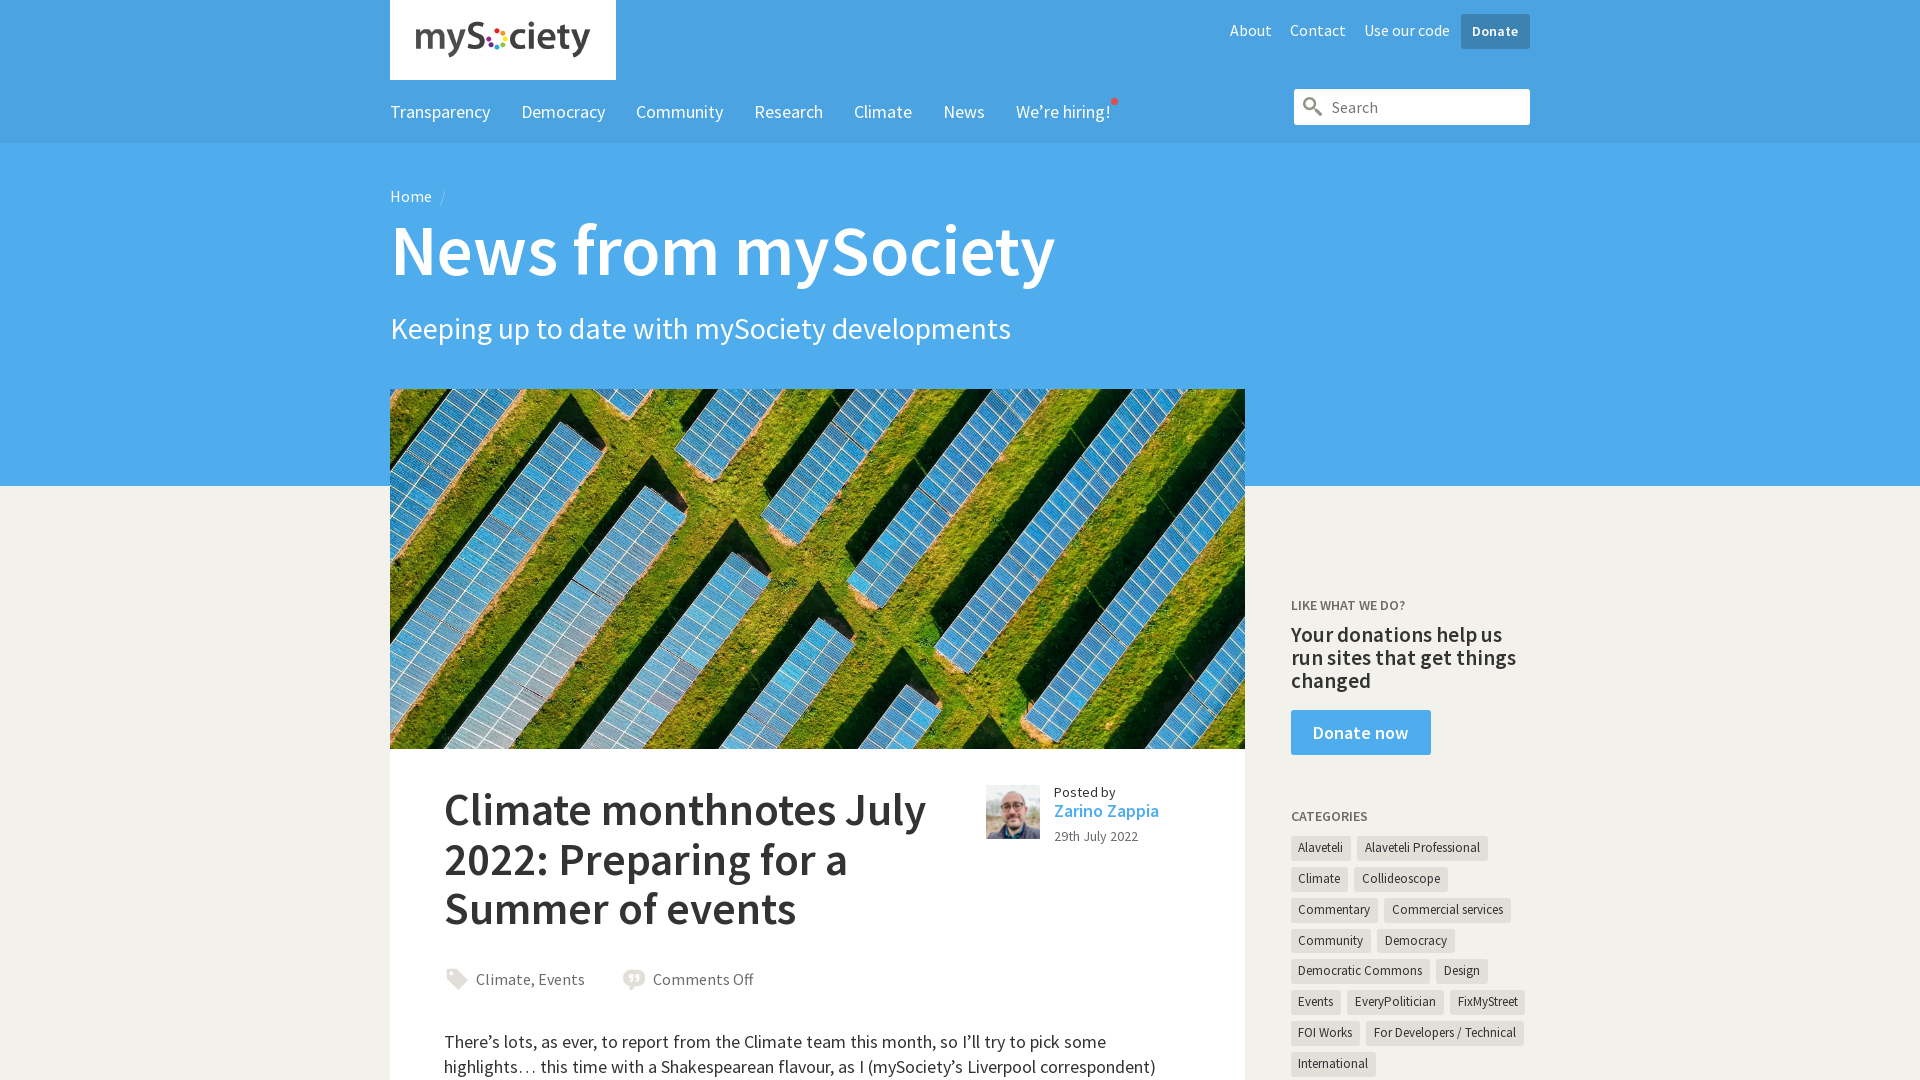 mySociety
About
Contact
Use our code
Donate
Transparency
Democracy
Community
Research
Climate
News
We’re hiring!
Search
Home /
News from mySociety
Keeping up to date with mySociety developments
Climate monthnotes July
2022: Preparing for a
Summer of events
Posted by
Zarino Zappia
29th July 2022
Climate, Events
Comments Off
There’s lots, as ever, to report from the Climate team this month, so I’ll try to pick some
highlights… this time with a Shakespearean flavour, as I (mySociety’s Liverpool correspondent)
LIKE WHAT WE DO?
Your donations help us
run sites that get things
changed
Donate now
CATEGORIES
Alaveteli
Alaveteli Professional
Climate
Collideoscope
Commentary
Commercial services
Community
Democracy
Democratic Commons
Design
Events
EveryPolitician
FixMyStreet
FOI Works
For Developers / Technical
International